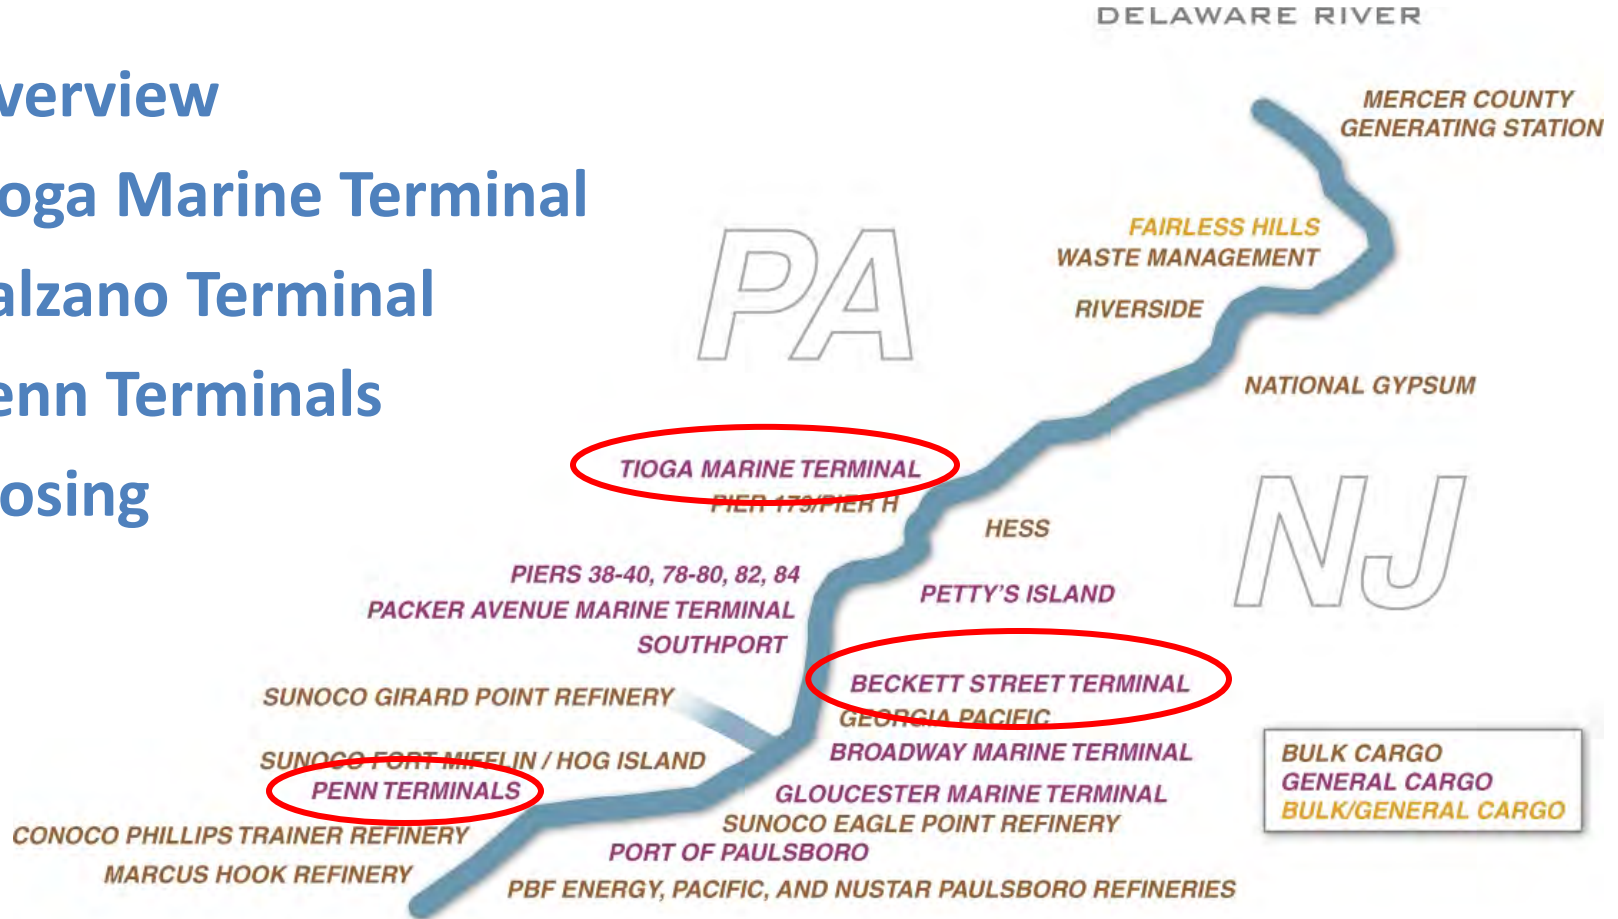 DELAWARE RIVER
verview
oga Marine Terminal
alzano Terminal
enn Terminals
osing
MERCER COUNTY
GENERATING STATION
FAIRLESS HILLS
WASTE MANAGEMENT
RIVERSIDE
PA
NATIONAL GYPSUM
TIOGA MARINE TERMINAL
PIER 179/PIER H
HESS
NJ
PIERS 38-40, 78-80, 82, 84
PETTY'S ISLAND
PACKER AVENUE MARINE TERMINAL
SOUTHPORT
BECKETT STREET TERMINAL
SUNOCO GIRARD POINT REFINERY
GEORGIA PACIFIC
BROADWAY MARINE TERMINAL
SUNOCO FORT MIFFLIN / HOG ISLAND
PENN TERMINALS
GLOUCESTER MARINE TERMINAL
SUNOCO EAGLE POINT REFINERY
CONOCO PHILLIPS TRAINER REFINERY
PORT OF PAULSBORO
MARCUS HOOK REFINERY
PBF ENERGY, PACIFIC, AND NUSTAR PAULSBORO REFINERIES
BULK CARGO
GENERAL CARGO
BULK/GENERAL CARGO